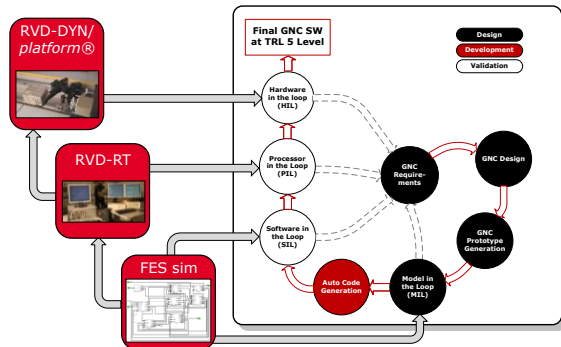 RVD-DYN/
platform®
RVD-RT
FES sim
Final GNC SW
at TRL 5 Level
Design
Development
Validation
Hardware
in the loop
(HIL)
Processor
in the Loop
(PIL)
Software in
the Loop
(SIL)
GNC
Require-
ments
GNC Design
GNC
Prototype
Generation
Auto Code
Generation
Model in
the Loop
(MIL)